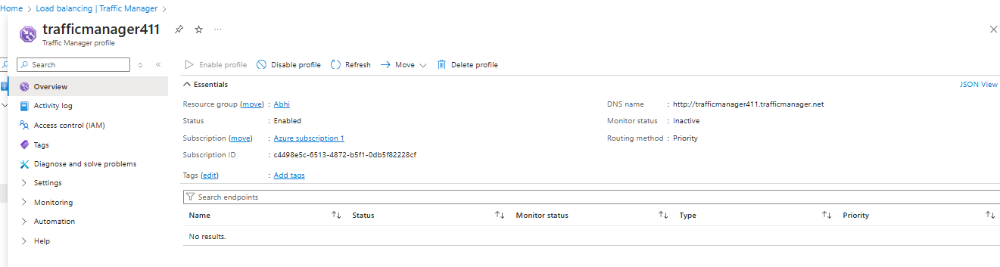 Home > Load balancing | Traffic Manager >
trafficmanager411 ...
Traffic Manager profile
Search
Overview
Activity log
Access control (IAM)
Tags
Diagnose and solve problems
Settings
Monitoring
Automation
Help
Enable profile Disable profile Refresh Move Delete profile
Essentials JSON View
Resource group (move) : Abhi
Status : Enabled
Subscription (move) : Azure subscription 1
Subscription ID : c4498e5c-6513-4872-b5f1-0db5f82228cf
Tags (edit) : Add tags
DNS name : http://trafficmanager411.trafficmanager.net
Monitor status : Inactive
Routing method : Priority
Search endpoints
Name Status Monitor status Type Priority
No results.